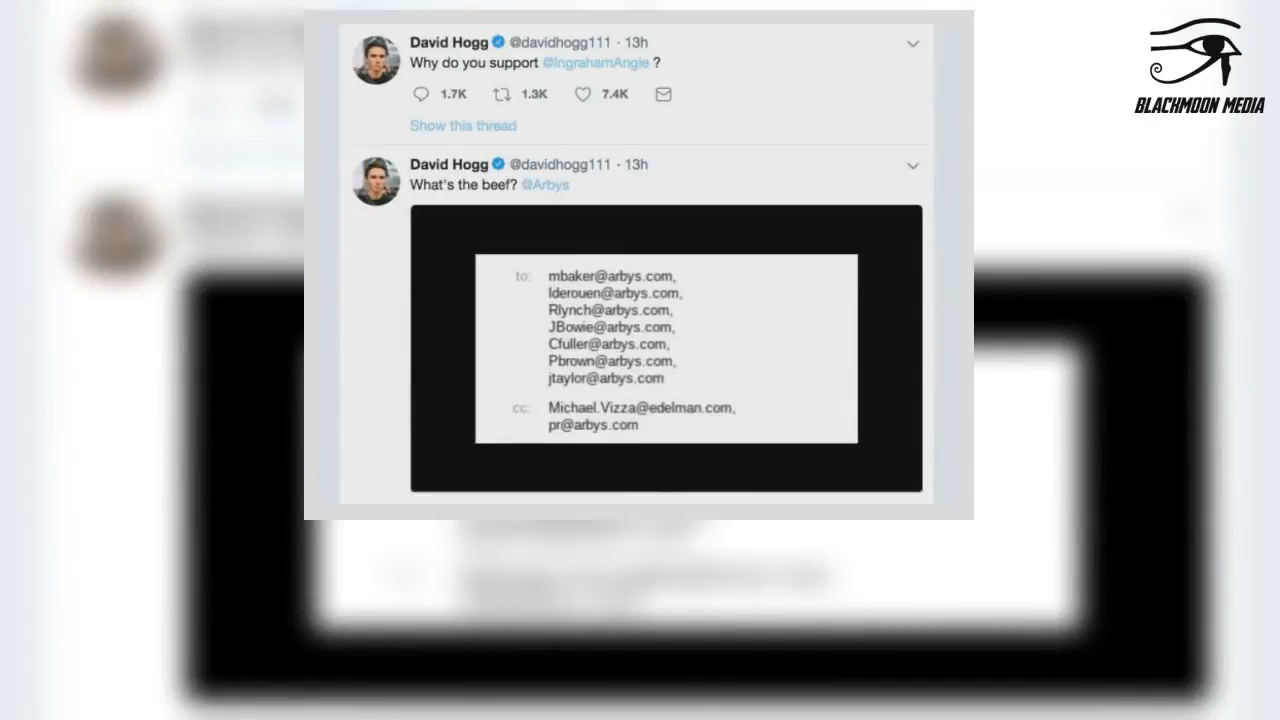 David Hogg @davidhogg111 · 13h
Why do you support @IngrahamAngle ?
1.7K 1.3K 7.4K
Show this thread
David Hogg @davidhogg111 · 13h
What's the beef? @Arbys
to: mbaker@arbys.com,
lderouen@arbys.com,
Rlynch@arbys.com,
JBowie@arbys.com,
Cfuller@arbys.com,
Pbrown@arbys.com,
jtaylor@arbys.com
cc: Michael.Vizza@edelman.com,
pr@arbys.com
BLACHMOON MEDIA